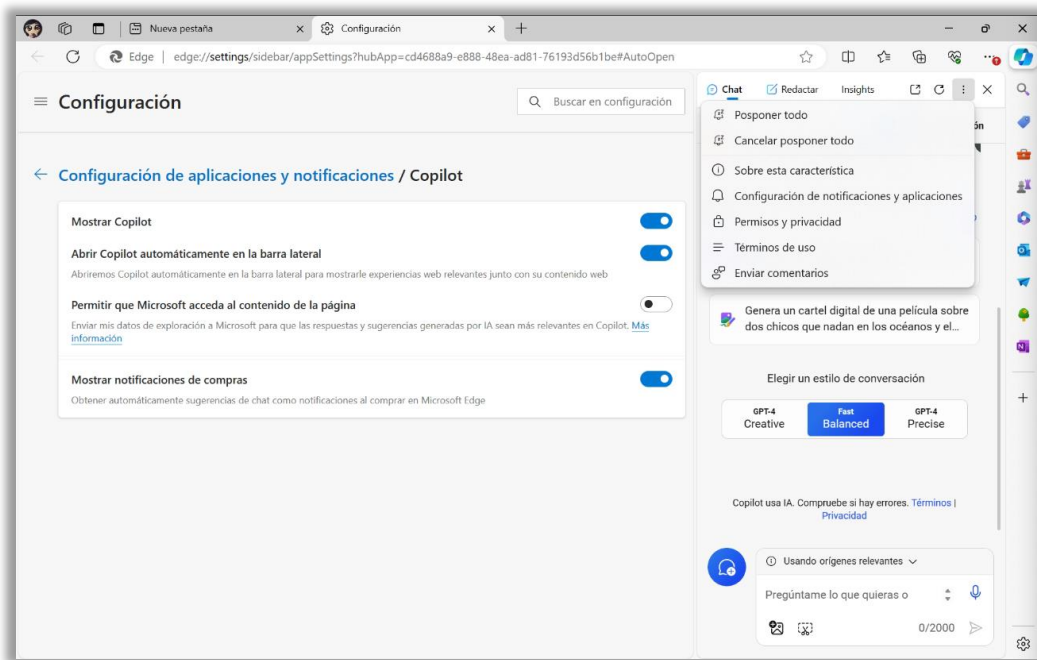 Nueva pestaña
Configuración
Edge
edge://settings/sidebar/appSettings?hubApp=cd4688a9-e888-48ea-ad81-76193d56b1be#AutoOpen
Configuración
Buscar en configuración
Configuración de aplicaciones y notificaciones / Copilot
Mostrar Copilot
Abrir Copilot automáticamente en la barra lateral
Abriremos Copilot automáticamente en la barra lateral para mostrarle experiencias web relevantes junto con su contenido web
Permitir que Microsoft acceda al contenido de la página
Enviar mis datos de exploración a Microsoft para que las respuestas y sugerencias generadas por IA sean más relevantes en Copilot. Más
información
Mostrar notificaciones de compras
Obtener automáticamente sugerencias de chat como notificaciones al comprar en Microsoft Edge
Chat Redactar Insights
Posponer todo
Cancelar posponer todo
Sobre esta característica
Configuración de notificaciones y aplicaciones
Permisos y privacidad
Términos de uso
Enviar comentarios
Genera un cartel digital de una película sobre
dos chicos que nadan en los océanos y el...
Elegir un estilo de conversación
GPT-4
Creative
Fast
Balanced
GPT-4
Precise
Copilot usa IA. Compruebe si hay errores. Términos |
Privacidad
Usando orígenes relevantes
Pregúntame lo que quieras o
0/2000